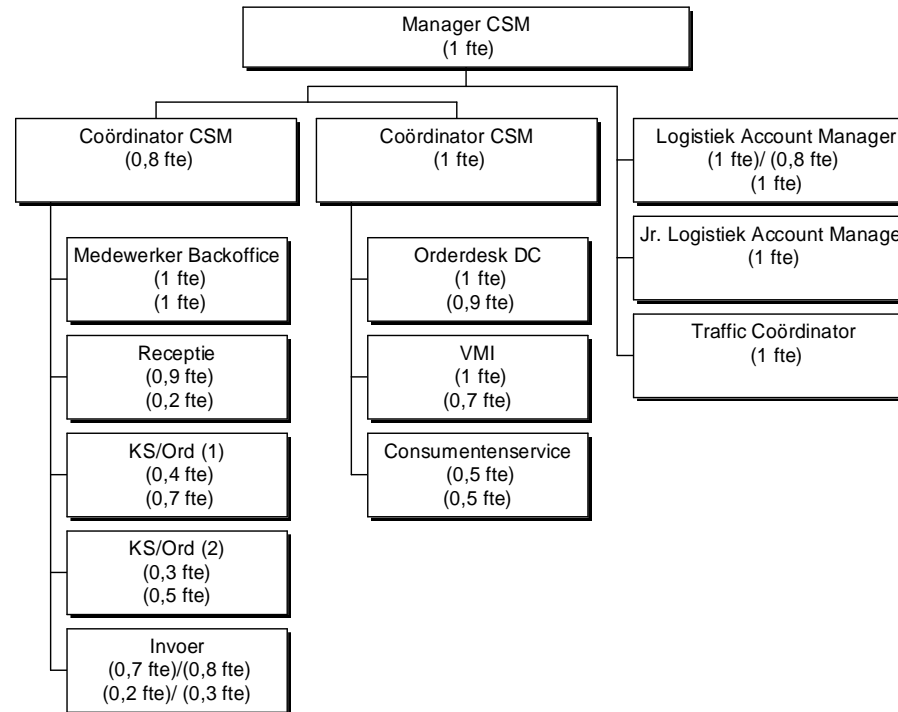 Manager CSM
(1 fte)
Coördinator CSM
(0,8 fte)
Coördinator CSM
(1 fte)
Logistiek Account Manager
(1 fte)/ (0,8 fte)
(1 fte)
Medewerker Backoffice
(1 fte)
(1 fte)
Receptie
(0,9 fte)
(0,2 fte)
KS/Ord (1)
(0,4 fte)
(0,7 fte)
KS/Ord (2)
(0,3 fte)
(0,5 fte)
Invoer
(0,7 fte)/(0,8 fte)
(0,2 fte)/ (0,3 fte)
Orderdesk DC
(1 fte)
(0,9 fte)
VMI
(1 fte)
(0,7 fte)
Consumentenservice
(0,5 fte)
(0,5 fte)
Jr. Logistiek Account Manage
(1 fte)
Traffic Coördinator
(1 fte)